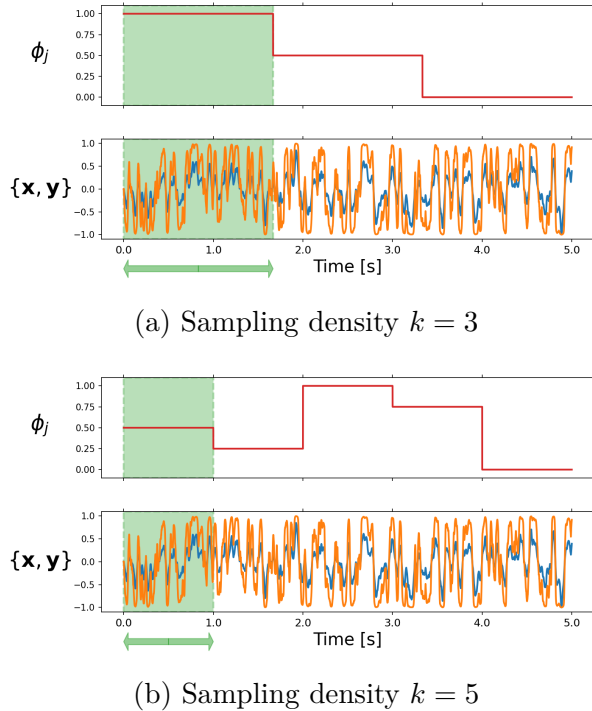 1.00
0.75
ϕj
0.50
0.25
0.00
1.0
0.5
{x, y}
0.0
−0.5
−1.0
0.0 1.0 2.0 3.0 4.0 5.0
Time [s]
(a) Sampling density k = 3
1.00
0.75
ϕj
0.50
0.25
0.00
1.0
0.5
{x, y}
0.0
−0.5
−1.0
0.0 1.0 2.0 3.0 4.0 5.0
Time [s]
(b) Sampling density k = 5